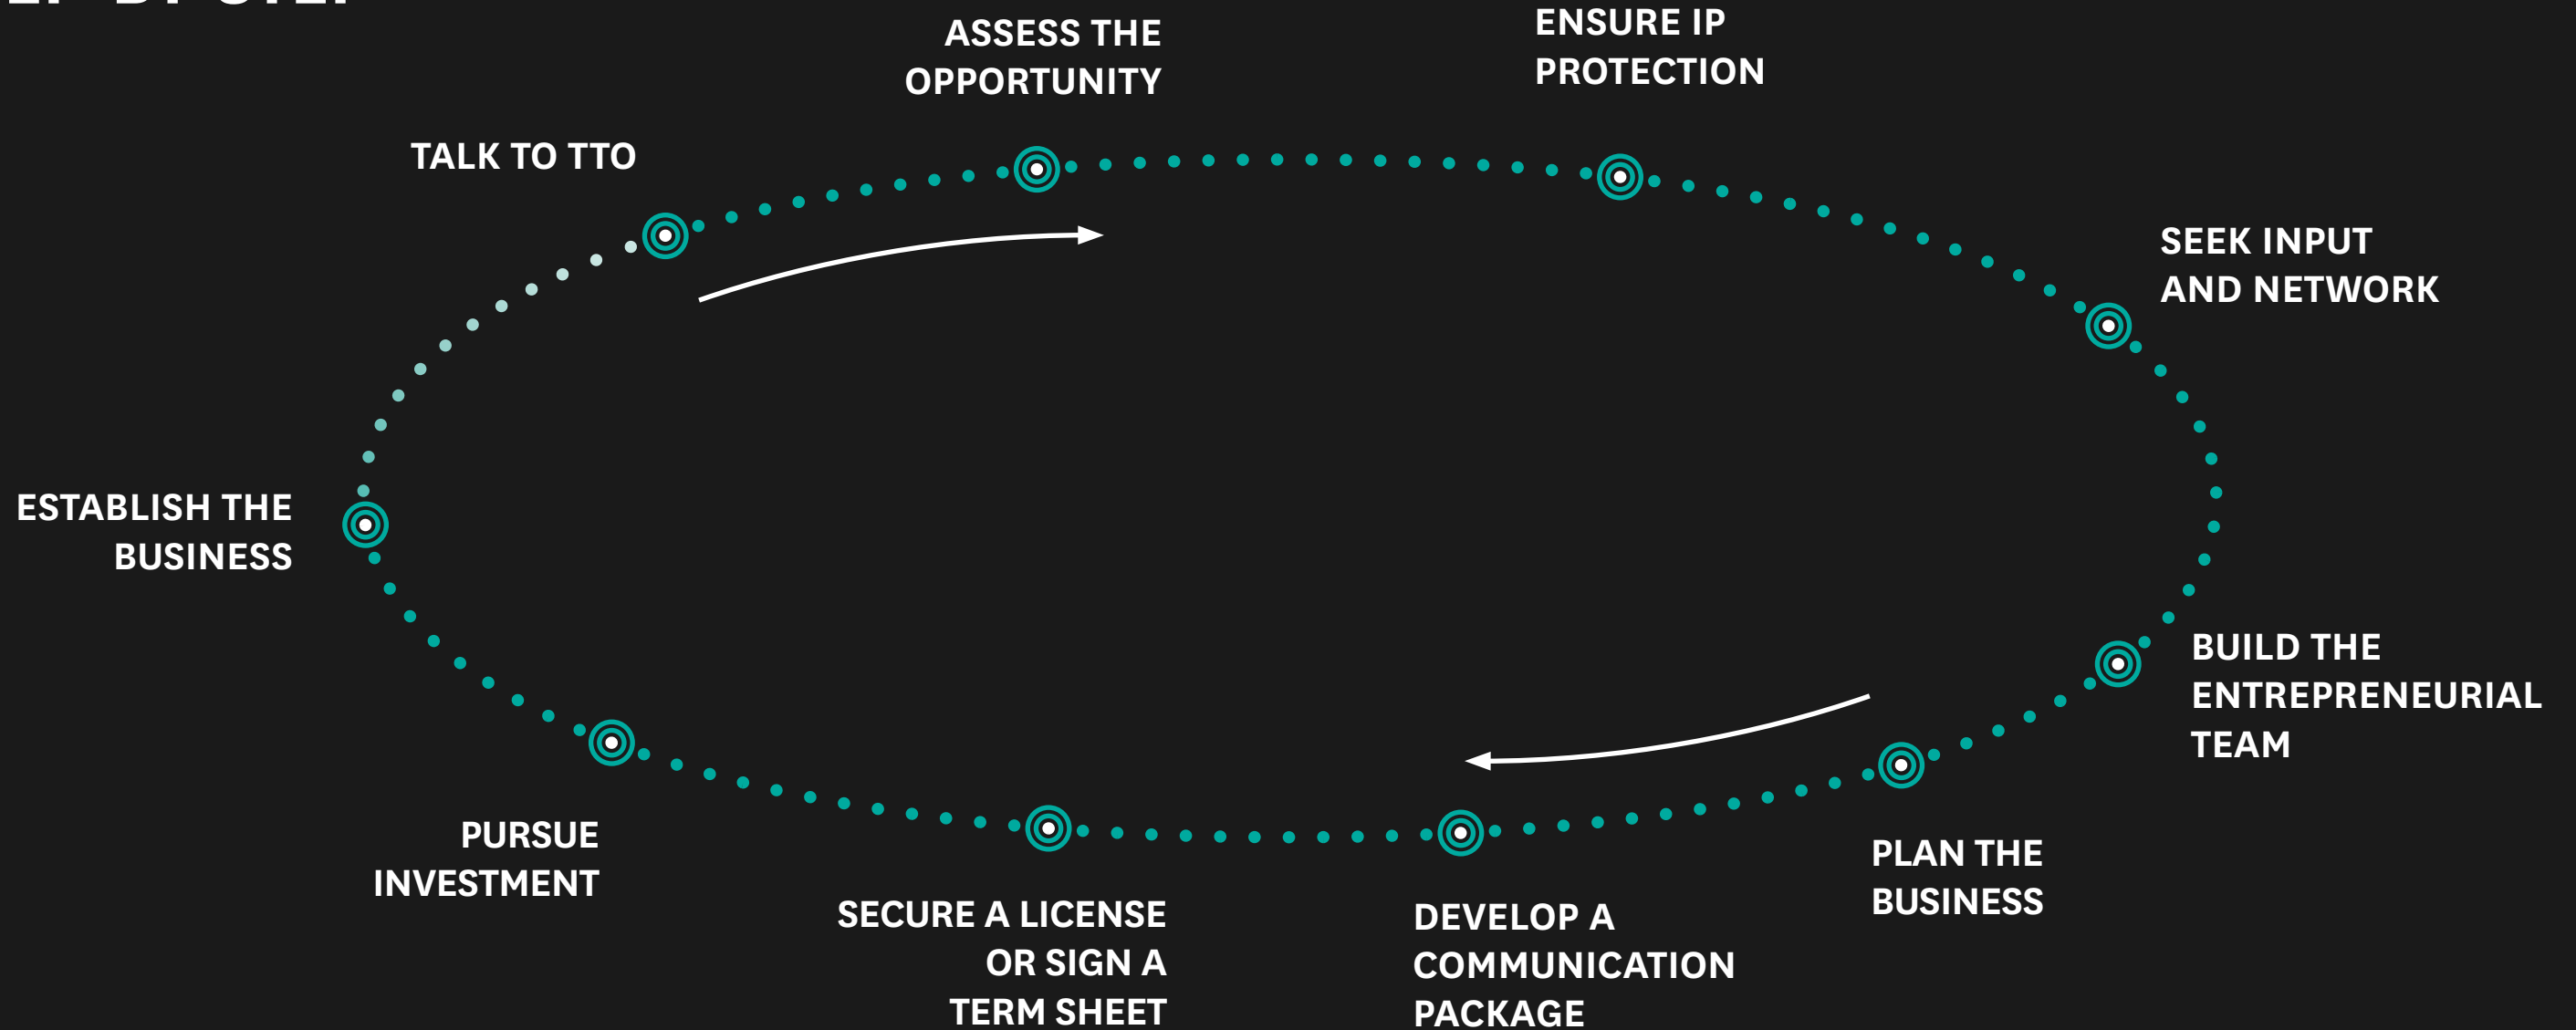 ASSESS THE
OPPORTUNITY
ENSURE IP
PROTECTION
TALK TO TTO
SEEK INPUT
AND NETWORK
ESTABLISH THE
BUSINESS
BUILD THE
ENTREPRENEURIAL
TEAM
PURSUE
INVESTMENT
PLAN THE
BUSINESS
SECURE A LICENSE
OR SIGN A
TERM SHEET
DEVELOP A
COMMUNICATION
PACKAGE